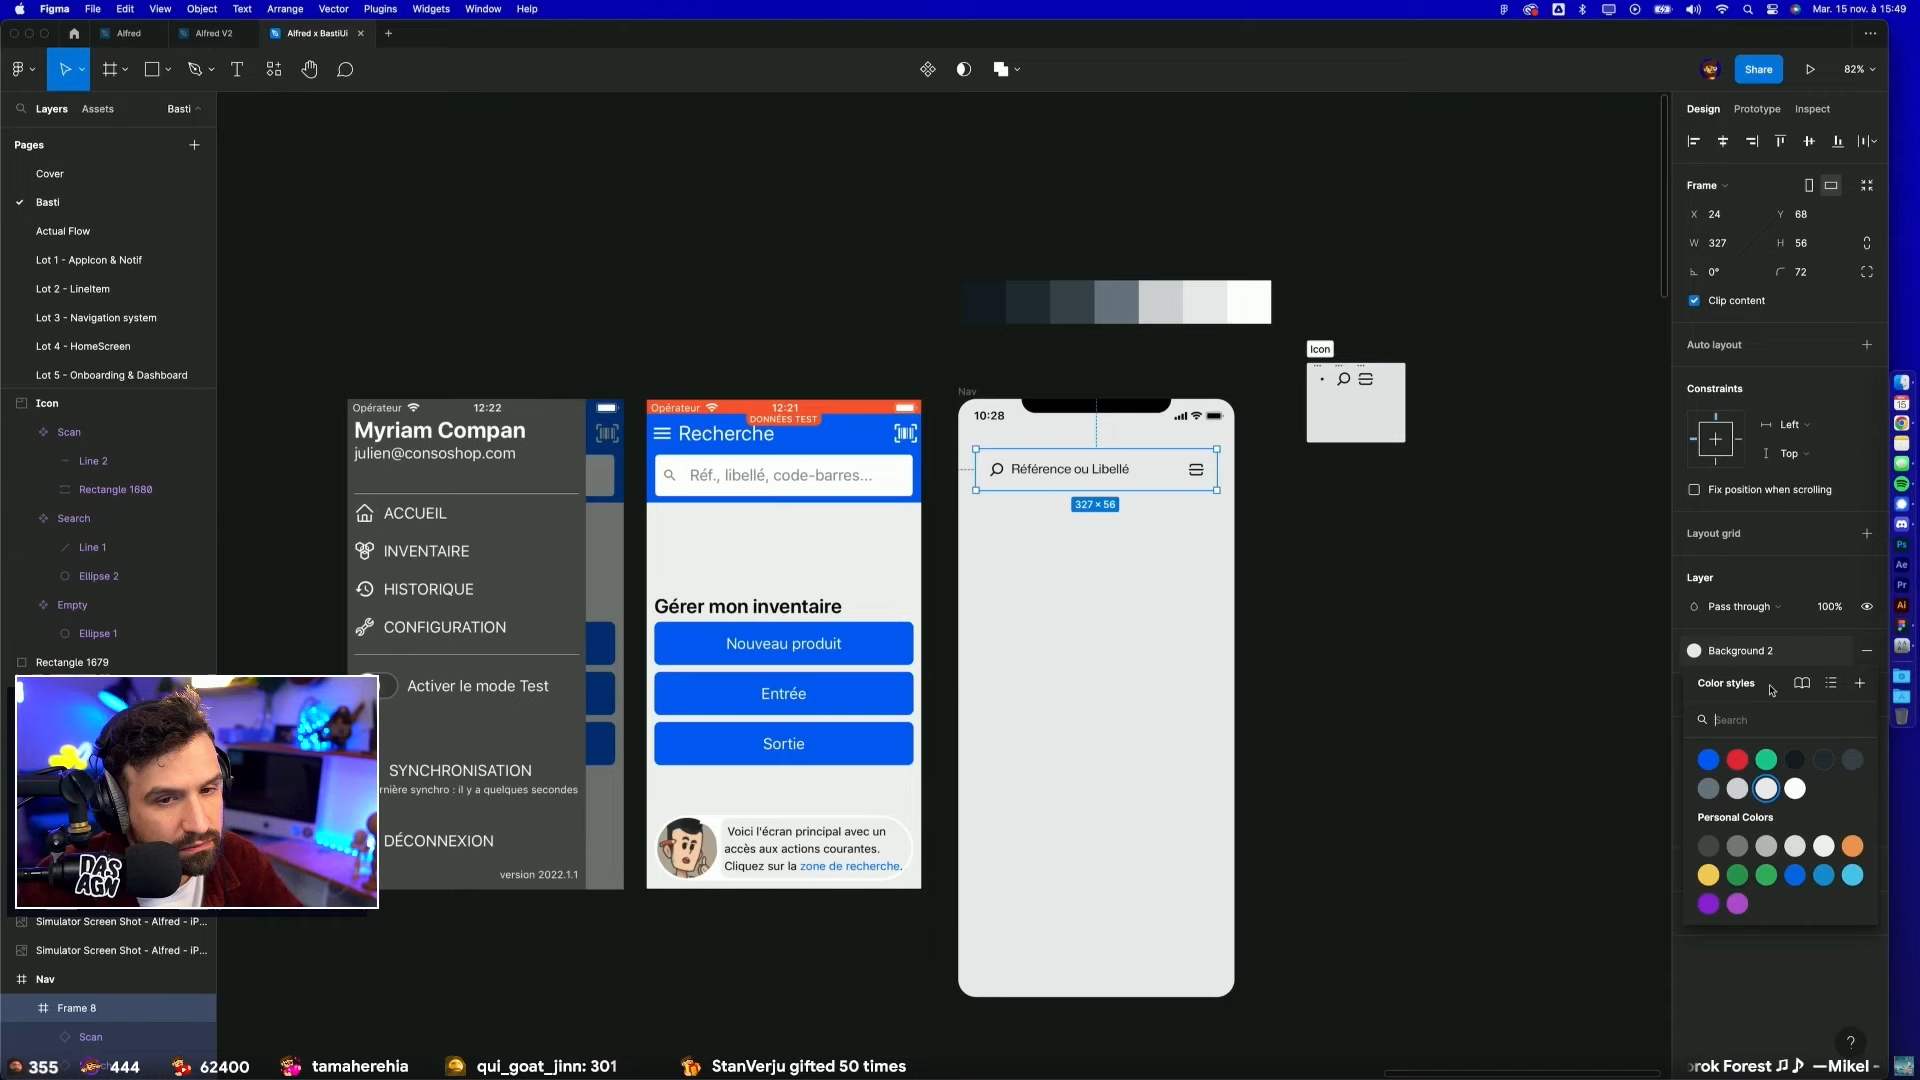 Figma File Edit View Object Text Arrange Vector Plugins Widgets Window Help
Mar. 15 nov. à 15:49
Alfred
Alfred V2
Alfred x BastiUi
Share
82%
Layers Assets
Basti
Pages
Cover
Basti
Actual Flow
Lot 1 - AppIcon & Notif
Lot 2 - LineItem
Lot 3 - Navigation system
Lot 4 - HomeScreen
Lot 5 - Onboarding & Dashboard
Icon
Scan
Line 2
Rectangle 1680
Search
Line 1
Ellipse 2
Empty
Ellipse 1
Rectangle 1679
DAS
AGN
Simulator Screen Shot - Alfred - iP...
Simulator Screen Shot - Alfred - iP...
Nav
Frame 8
Scan
Opérateur
12:22
Myriam Compan
julien@consoshop.com
ACCUEIL
INVENTAIRE
HISTORIQUE
CONFIGURATION
Activer le mode Test
SYNCHRONISATION
rnière synchro : il y a quelques secondes
DÉCONNEXION
version 2022.1.1
Opérateur
12:21
DONNÉES TEST
Recherche
Réf., libellé, code-barres...
Gérer mon inventaire
Nouveau produit
Entrée
Sortie
Voici l'écran principal avec un
accès aux actions courantes.
Cliquez sur la zone de recherche.
Nav
10:28
Référence ou Libellé
327 × 56
Icon
Design Prototype Inspect
Frame
X 24
Y 68
W 327
H 56
0°
72
Clip content
Auto layout
Constraints
Left
Top
Fix position when scrolling
Layout grid
Layer
Pass through
100%
Background 2
Color styles
Search
Personal Colors
?
15
Ps
Ae
Pr
Ai
355
444
62400
tamaherehia
qui_goat_jinn: 301
StanVerju gifted 50 times
orok Forest ♫♪ —Mikel -